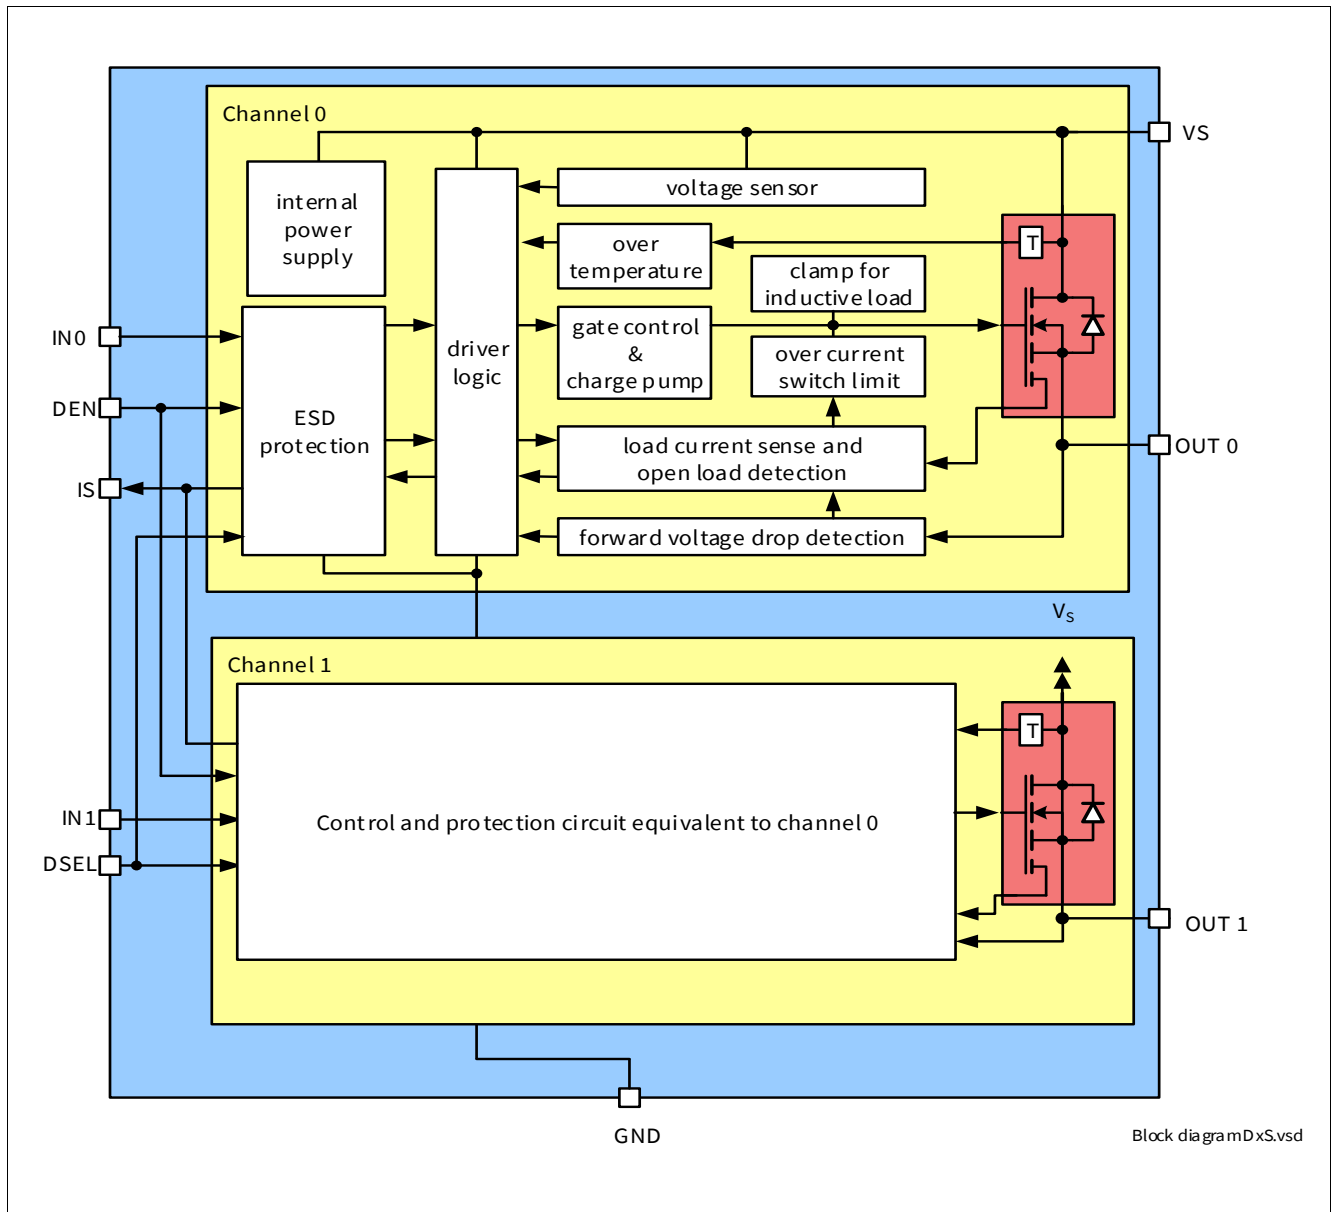 Channel 0
VS
internal
power
supply
voltage sensor
T
over
temperature
clamp for
inductive load
IN0
driver
logic
gate control
&
charge pump
over current
switch limit
DEN
ESD
protection
load current sense and
open load detection
OUT 0
IS
forward voltage drop detection
VS
Channel 1
T
IN1
Control and protection circuit equivalent to channel 0
DSEL
OUT 1
GND
Block diagramDxS.vsd